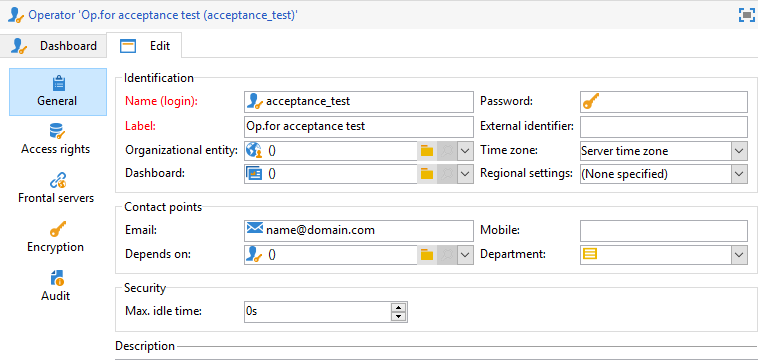 Operator 'Op.for acceptance test (acceptance_test)'
Dashboard Edit
General
Access rights
Frontal servers
Encryption
Audit
Identification
Name (login): acceptance_test Password:
Label: Op.for acceptance test External identifier:
Organizational entity: () Time zone: Server time zone
Dashboard: () Regional settings: (None specified)
Contact points
Email: name@domain.com Mobile:
Depends on: () Department:
Security
Max. idle time: 0s
Description